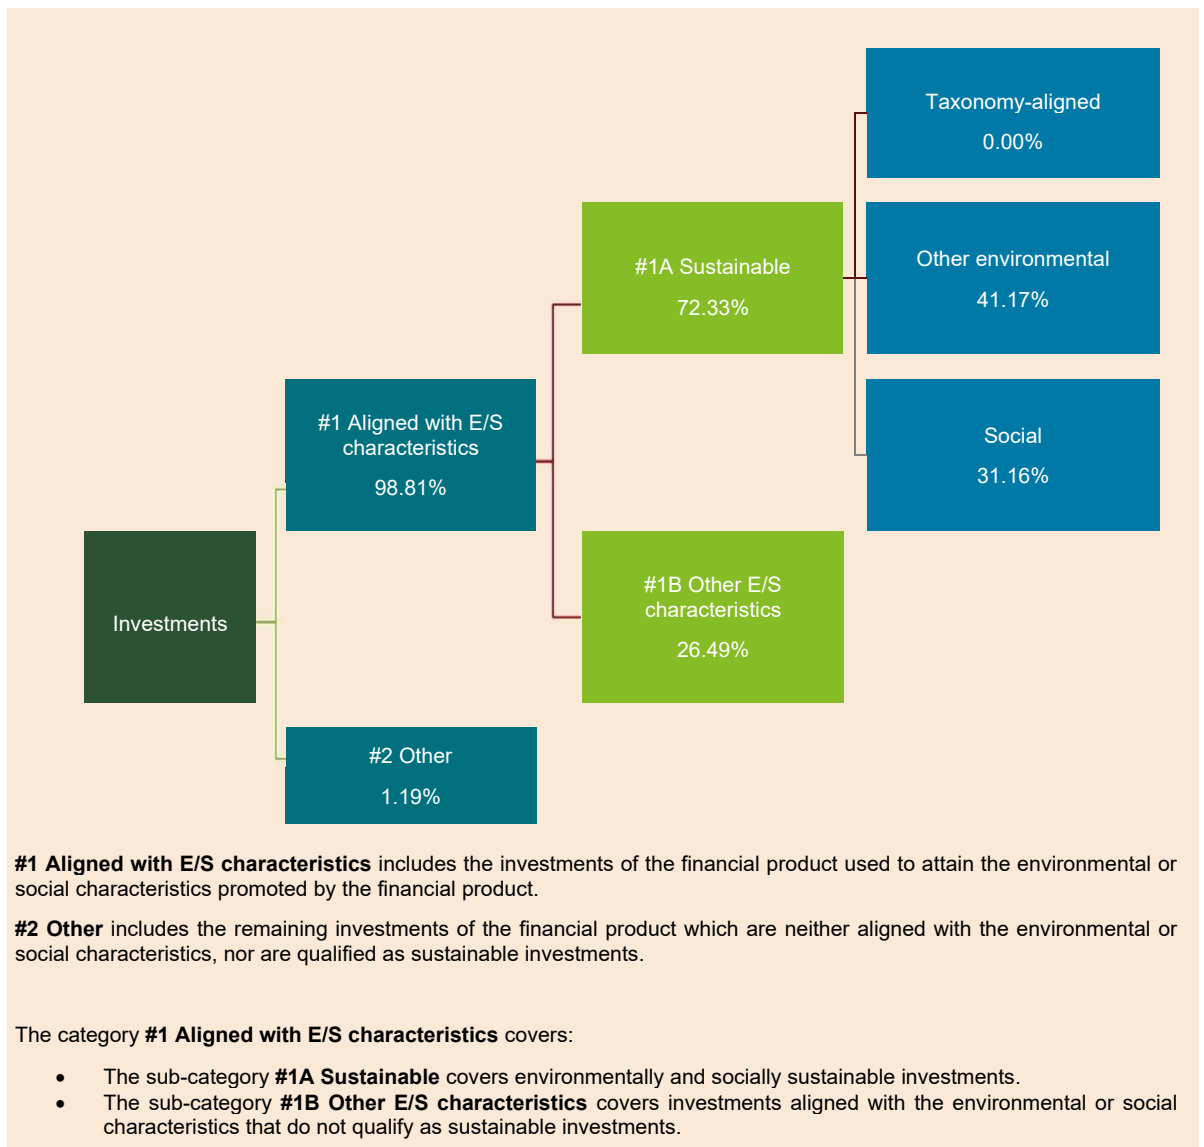 Taxonomy-aligned
0.00%
#1A Sustainable
72.33%
Other environmental
41.17%
#1 Aligned with E/S
characteristics
98.81%
Social
31.16%
Investments
#1B Other E/S
characteristics
26.49%
#2 Other
1.19%
#1 Aligned with E/S characteristics includes the investments of the financial product used to attain the environmental or
social characteristics promoted by the financial product.
#2 Other includes the remaining investments of the financial product which are neither aligned with the environmental or
social characteristics, nor are qualified as sustainable investments.
The category #1 Aligned with E/S characteristics covers:
• The sub-category #1A Sustainable covers environmentally and socially sustainable investments.
• The sub-category #1B Other E/S characteristics covers investments aligned with the environmental or social
characteristics that do not qualify as sustainable investments.